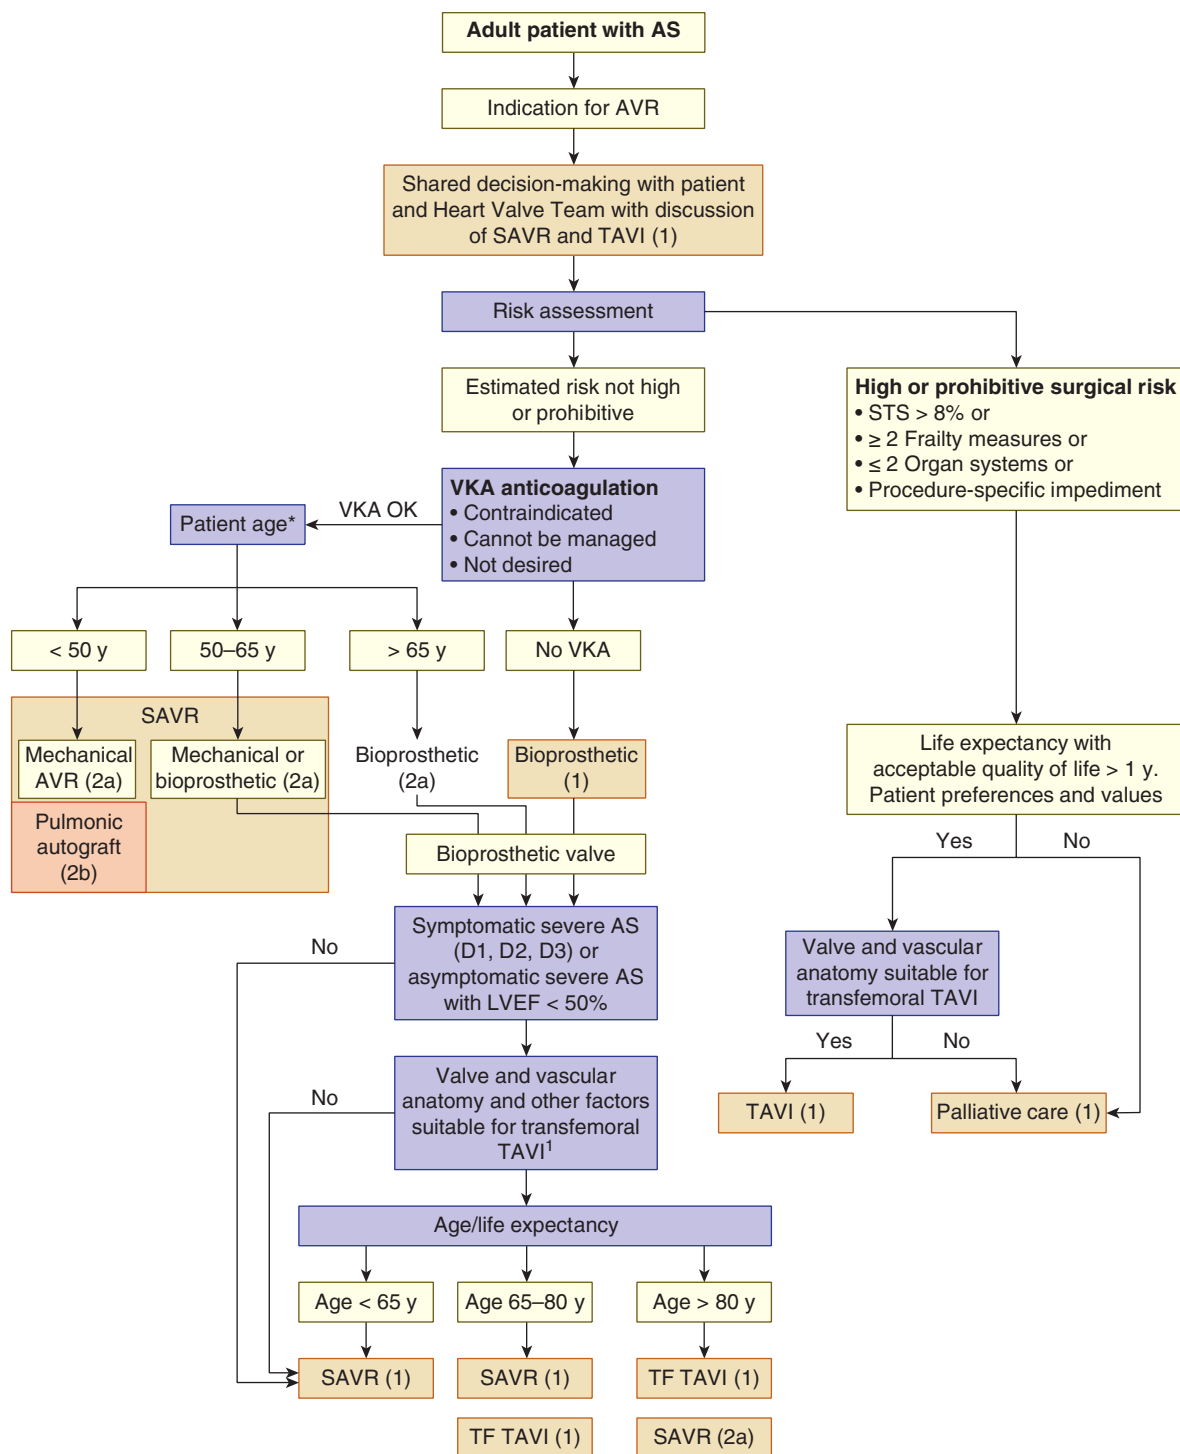 Adult patient with AS
Indication for AVR
Shared decision-making with patient
and Heart Valve Team with discussion
of SAVR and TAVI (1)
Risk assessment
Estimated risk not high
or prohibitive
High or prohibitive surgical risk
• STS > 8% or
• ≥ 2 Frailty measures or
• ≤ 2 Organ systems or
• Procedure-specific impediment
VKA anticoagulation
• Contraindicated
• Cannot be managed
• Not desired
VKA OK
Patient age*
< 50 y
50–65 y
> 65 y
No VKA
SAVR
Mechanical
AVR (2a)
Mechanical or
bioprosthetic (2a)
Bioprosthetic
(2a)
Bioprosthetic
(1)
Pulmonic
autograft
(2b)
Bioprosthetic valve
Life expectancy with
acceptable quality of life > 1 y.
Patient preferences and values
Yes
No
Symptomatic severe AS
(D1, D2, D3) or
asymptomatic severe AS
with LVEF < 50%
No
Valve and vascular
anatomy suitable for
transfemoral TAVI
Yes
No
TAVI (1)
Palliative care (1)
Valve and vascular
anatomy and other factors
suitable for transfemoral
TAVI¹
No
Age/life expectancy
Age < 65 y
Age 65–80 y
Age > 80 y
SAVR (1)
SAVR (1)
TF TAVI (1)
TF TAVI (1)
SAVR (2a)